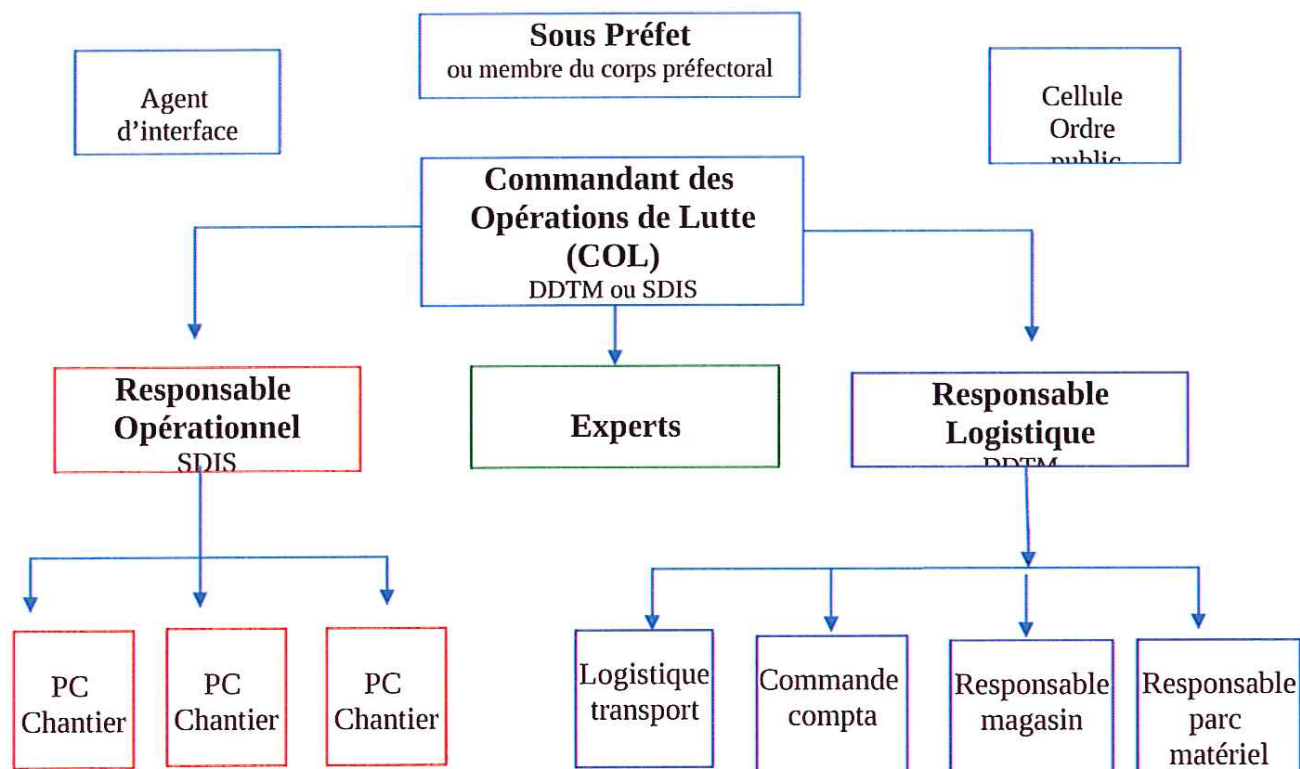 Sous Préfet
ou membre du corps préfectoral
Agent
d'interface
Cellule
Ordre
public
Commandant des
Opérations de Lutte
(COL)
DDTM ou SDIS
Responsable
Opérationnel
SDIS
Experts
Responsable
Logistique
DDTM
PC
Chantier
PC
Chantier
PC
Chantier
Logistique
transport
Commande
compta
Responsable
magasin
Responsable
parc
matériel